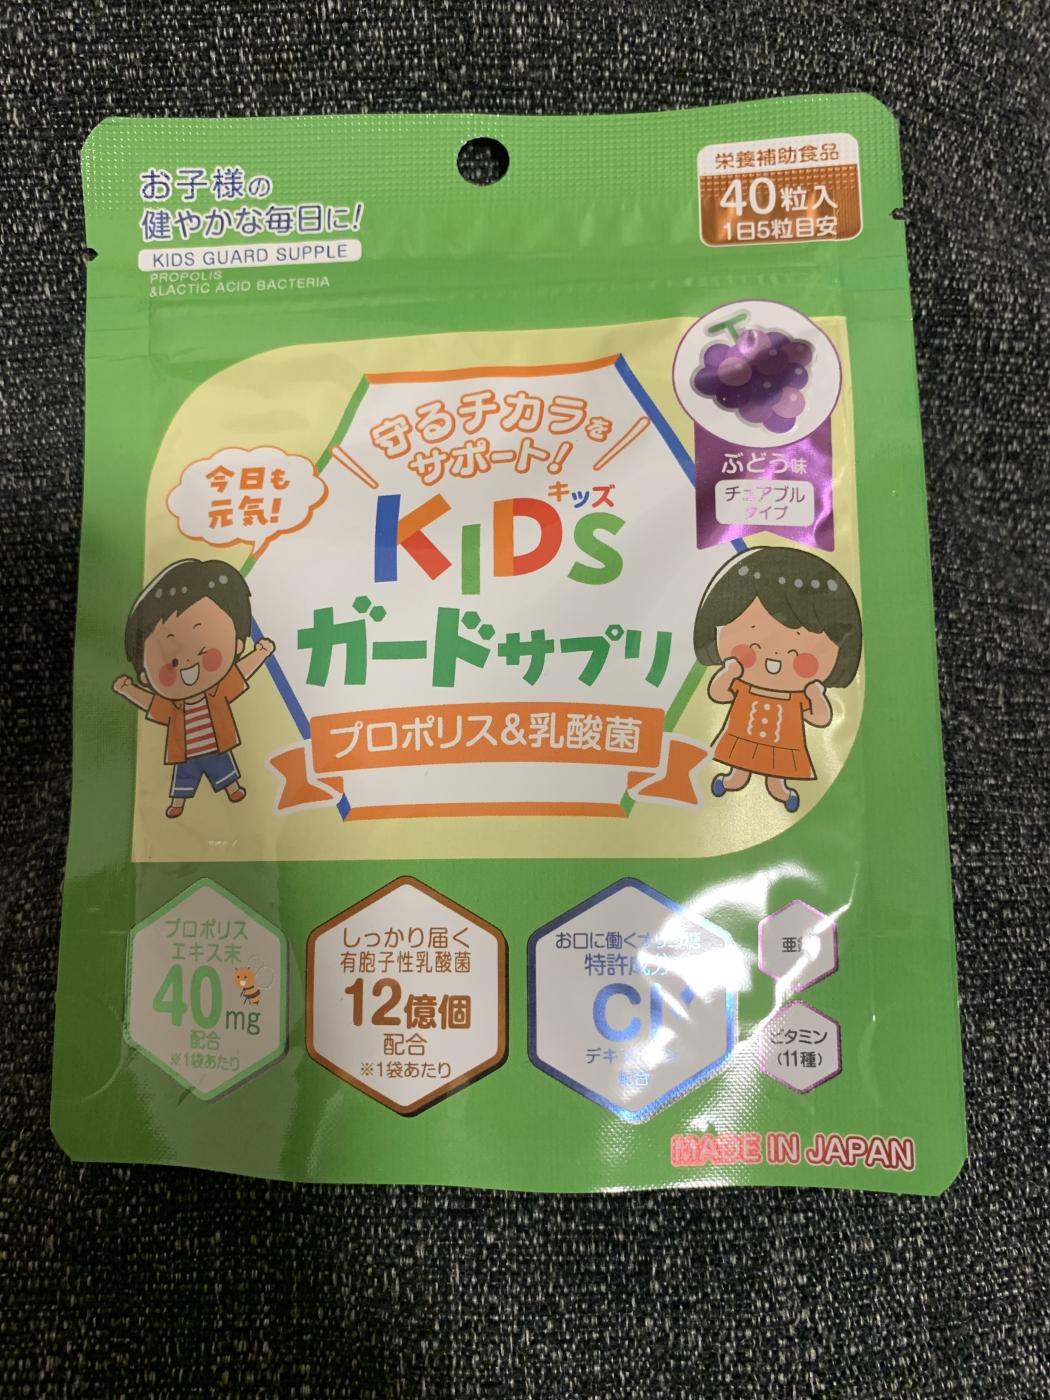 お子様の
健やかな毎日に!
KIDS GUARD SUPPLE
PROPOLIS
&LACTIC ACID BACTERIA
栄養補助食品
40粒入
1日5粒目安
ぶどう味
チュアブル
タイプ
守るチカラを
サポート!
今日も
元気!
キッズ
KIDS
ガードサプリ
プロポリス&乳酸菌
プロポリス
エキス末
40mg
配合
※1袋あたり
しっかり届く
有胞子性乳酸菌
12億個
配合
※1袋あたり
お口に働く
特許成分
配合
ビタミン
(11種)
MADE IN JAPAN